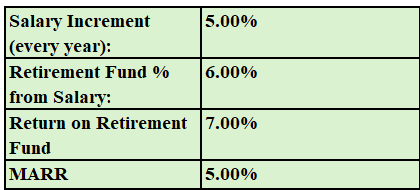 Salary Increment 5.00%
(every year):
Retirement Fund % 6.00%
from Salary:
Return on Retirement 7.00%
Fund
MARR 5.00%